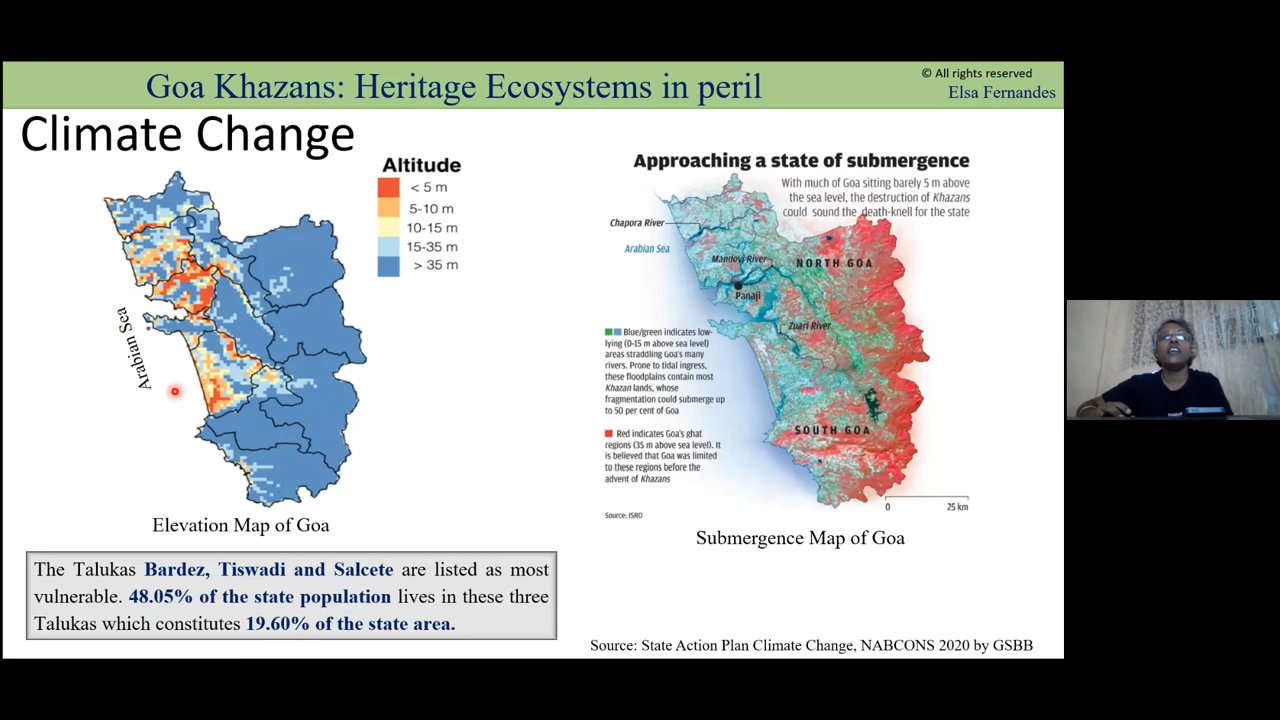 Goa Khazans: Heritage Ecosystems in peril
© All rights reserved
Elsa Fernandes
Climate Change
Altitude
< 5 m
5-10 m
10-15 m
15-35 m
> 35 m
Arabian Sea
Elevation Map of Goa
Approaching a state of submergence
With much of Goa sitting barely 5 m above
the sea level, the destruction of Khazans
could sound the death-knell for the state
Chapora River
Arabian Sea
Mandovi River
NORTH GOA
Panaji
Zuari River
Blue/green indicates low-
lying (0-15 m above sea level)
areas straddling Goa's many
rivers. Prone to tidal ingress,
these floodplains contain most
Khazan lands, whose
fragmentation could submerge up
to 50 per cent of Goa
Red indicates Goa's ghat
regions (35 m above sea level). It
is believed that Goa was limited
to these regions before the
advent of Khazans
SOUTH GOA
0 25 km
Source: ISRO
Submergence Map of Goa
The Talukas Bardez, Tiswadi and Salcete are listed as most
vulnerable. 48.05% of the state population lives in these three
Talukas which constitutes 19.60% of the state area.
Source: State Action Plan Climate Change, NABCONS 2020 by GSBB